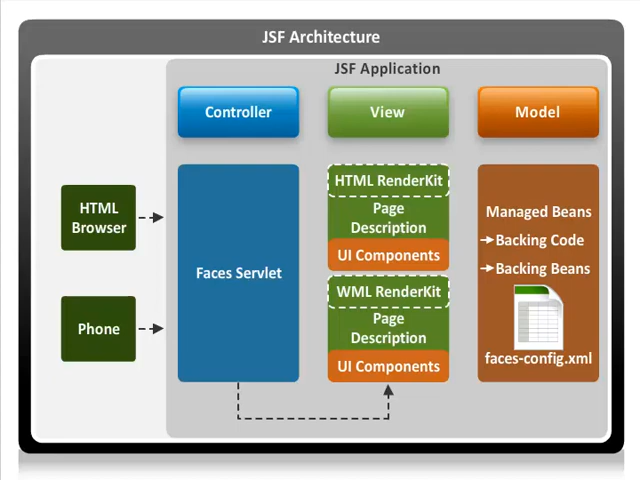 JSF Architecture
JSF Application
Controller
View
Model
HTML
Browser
Phone
Faces Servlet
HTML RenderKit
Page
Description
UI Components
WML RenderKit
Page
Description
UI Components
Managed Beans
Backing Code
Backing Beans
faces-config.xml